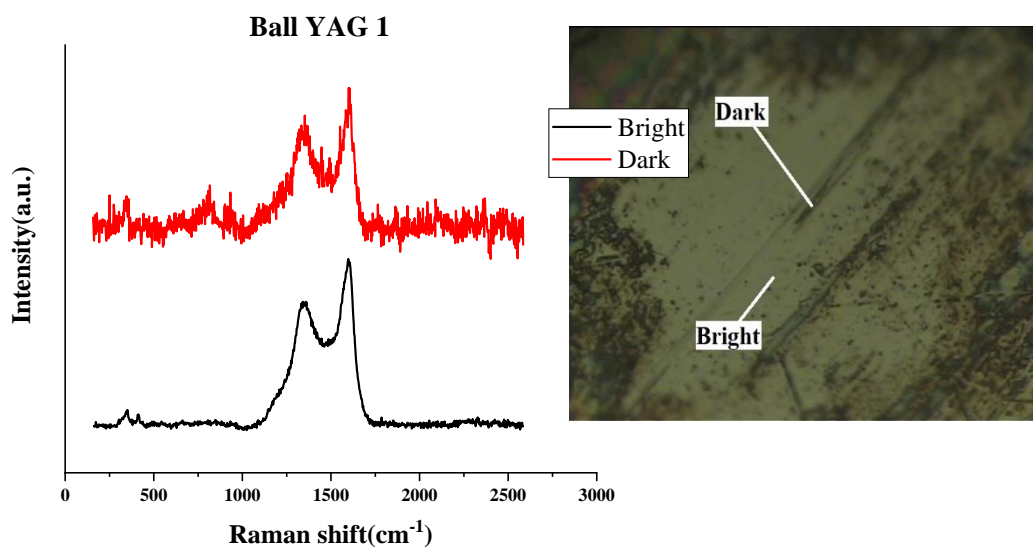 Ball YAG 1
Intensity(a.u.)
Bright
Dark
0
500
1000
1500
2000
2500
3000
Raman shift(cm⁻¹)
Dark
Bright